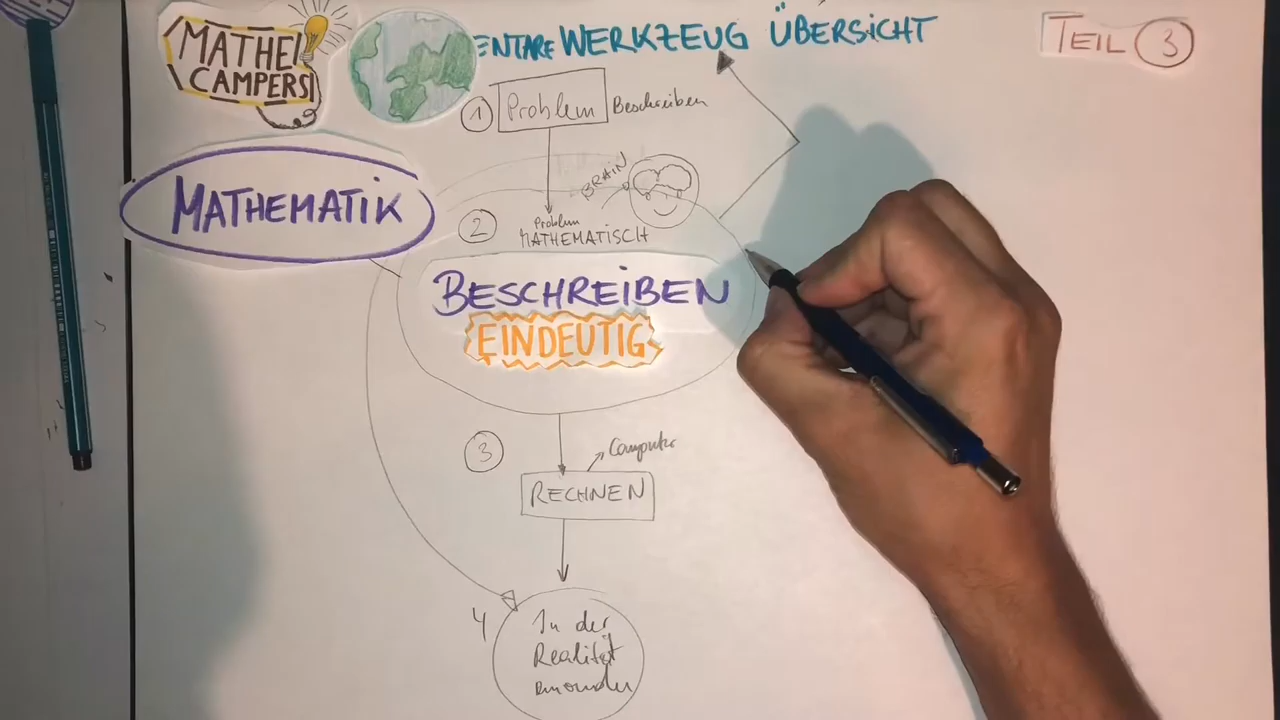 MATHE!
CAMPERS
ENTARE WERKZEUG ÜBERSICHT
TEIL 3
1 Problem Beschreiben
BRAIN
2 Problem
MATHEMATISCH
MATHEMATIK
BESCHREIBEN
EINDEUTIG
3
Computer
RECHNEN
4 In der
Realität